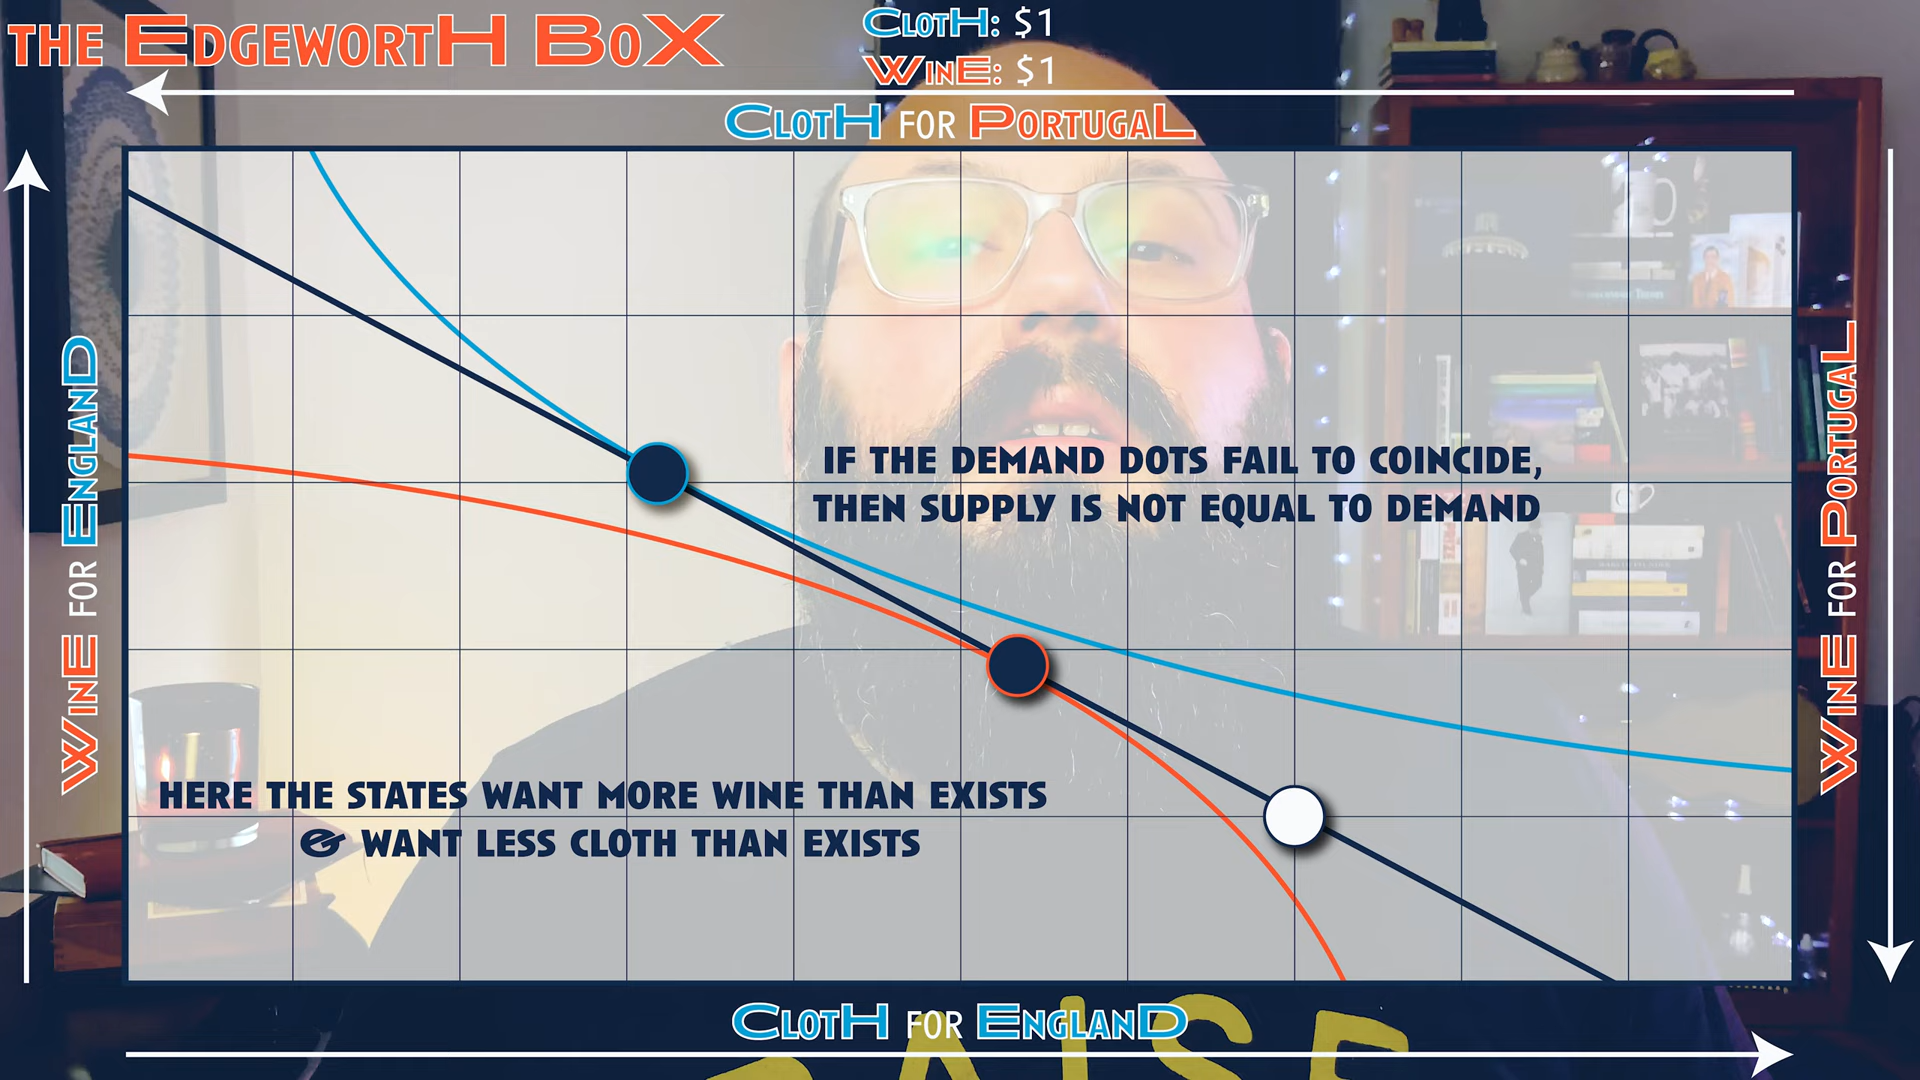 THE EDGEWORTH BOX
CLOTH: $1
WINE: $1
CLOTH FOR PORTUGAL
WINE FOR ENGLAND
IF THE DEMAND DOTS FAIL TO COINCIDE,
THEN SUPPLY IS NOT EQUAL TO DEMAND
WINE FOR PORTUGAL
HERE THE STATES WANT MORE WINE THAN EXISTS
& WANT LESS CLOTH THAN EXISTS
CLOTH FOR ENGLAND